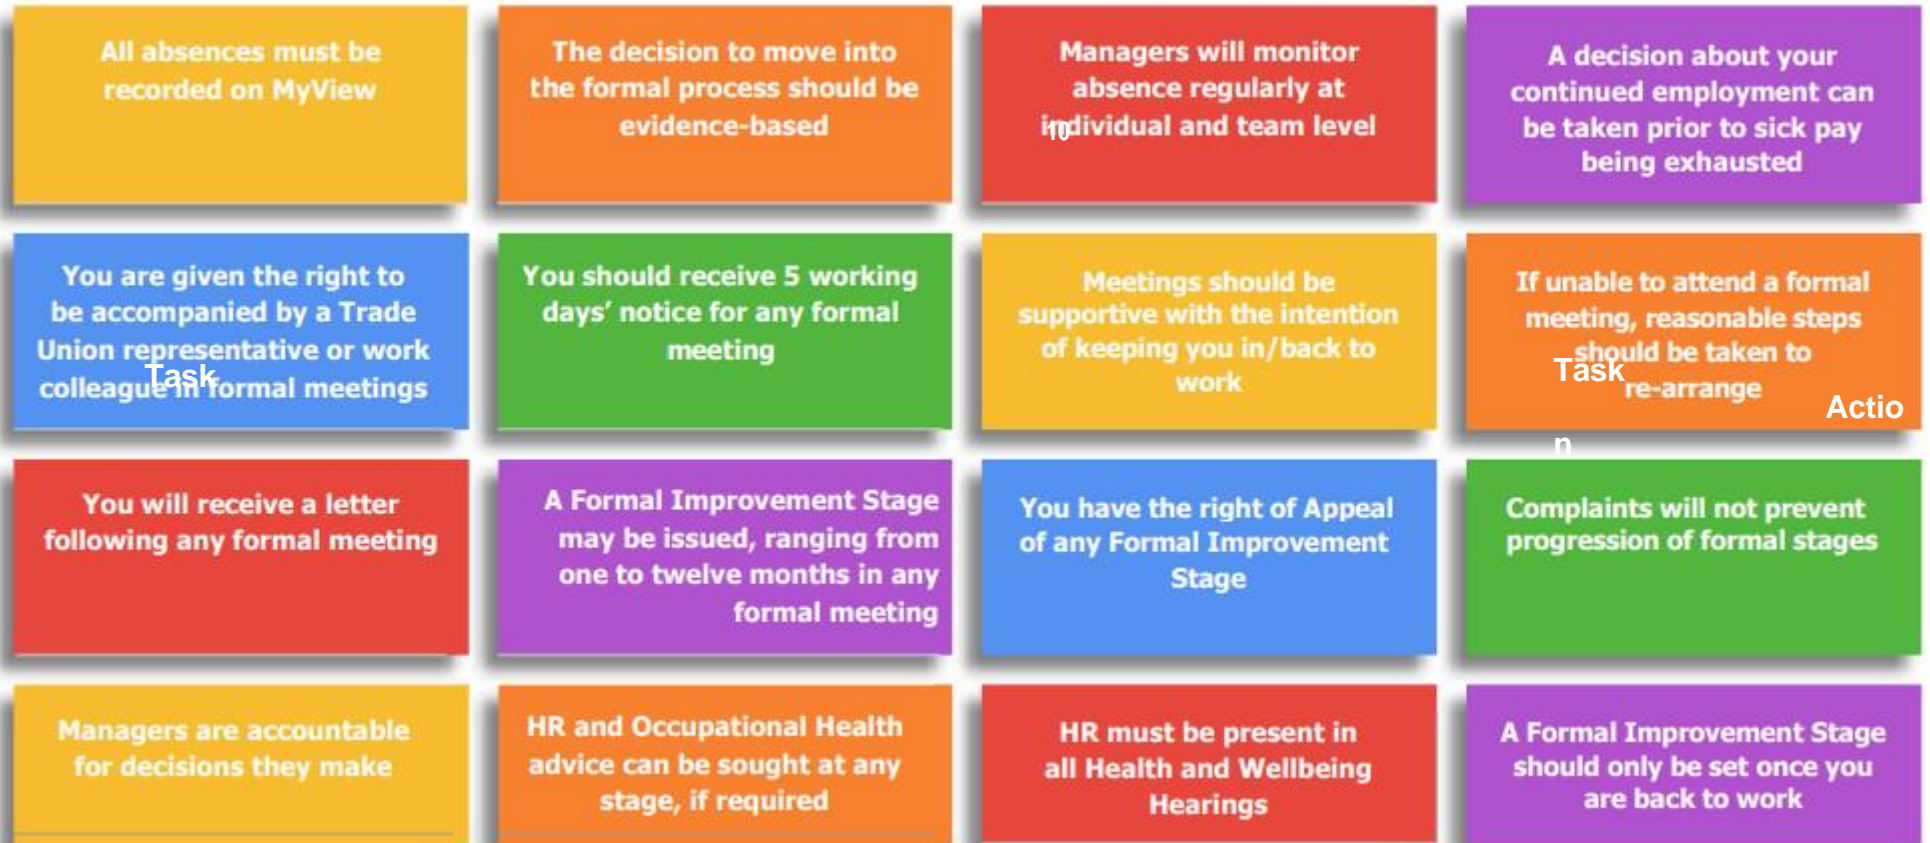 All absences must be
recorded on MyView
The decision to move into
the formal process should be
evidence-based
Managers will monitor
absence regularly at
individual and team level
10
A decision about your
continued employment can
be taken prior to sick pay
being exhausted
You are given the right to
be accompanied by a Trade
Union representative or work
colleague in formal meetings
Task
You should receive 5 working
days’ notice for any formal
meeting
Meetings should be
supportive with the intention
of keeping you in/back to
work
If unable to attend a formal
meeting, reasonable steps
should be taken to
re-arrange
Task
Actio
n
You will receive a letter
following any formal meeting
A Formal Improvement Stage
may be issued, ranging from
one to twelve months in any
formal meeting
You have the right of Appeal
of any Formal Improvement
Stage
Complaints will not prevent
progression of formal stages
Managers are accountable
for decisions they make
HR and Occupational Health
advice can be sought at any
stage, if required
HR must be present in
all Health and Wellbeing
Hearings
A Formal Improvement Stage
should only be set once you
are back to work